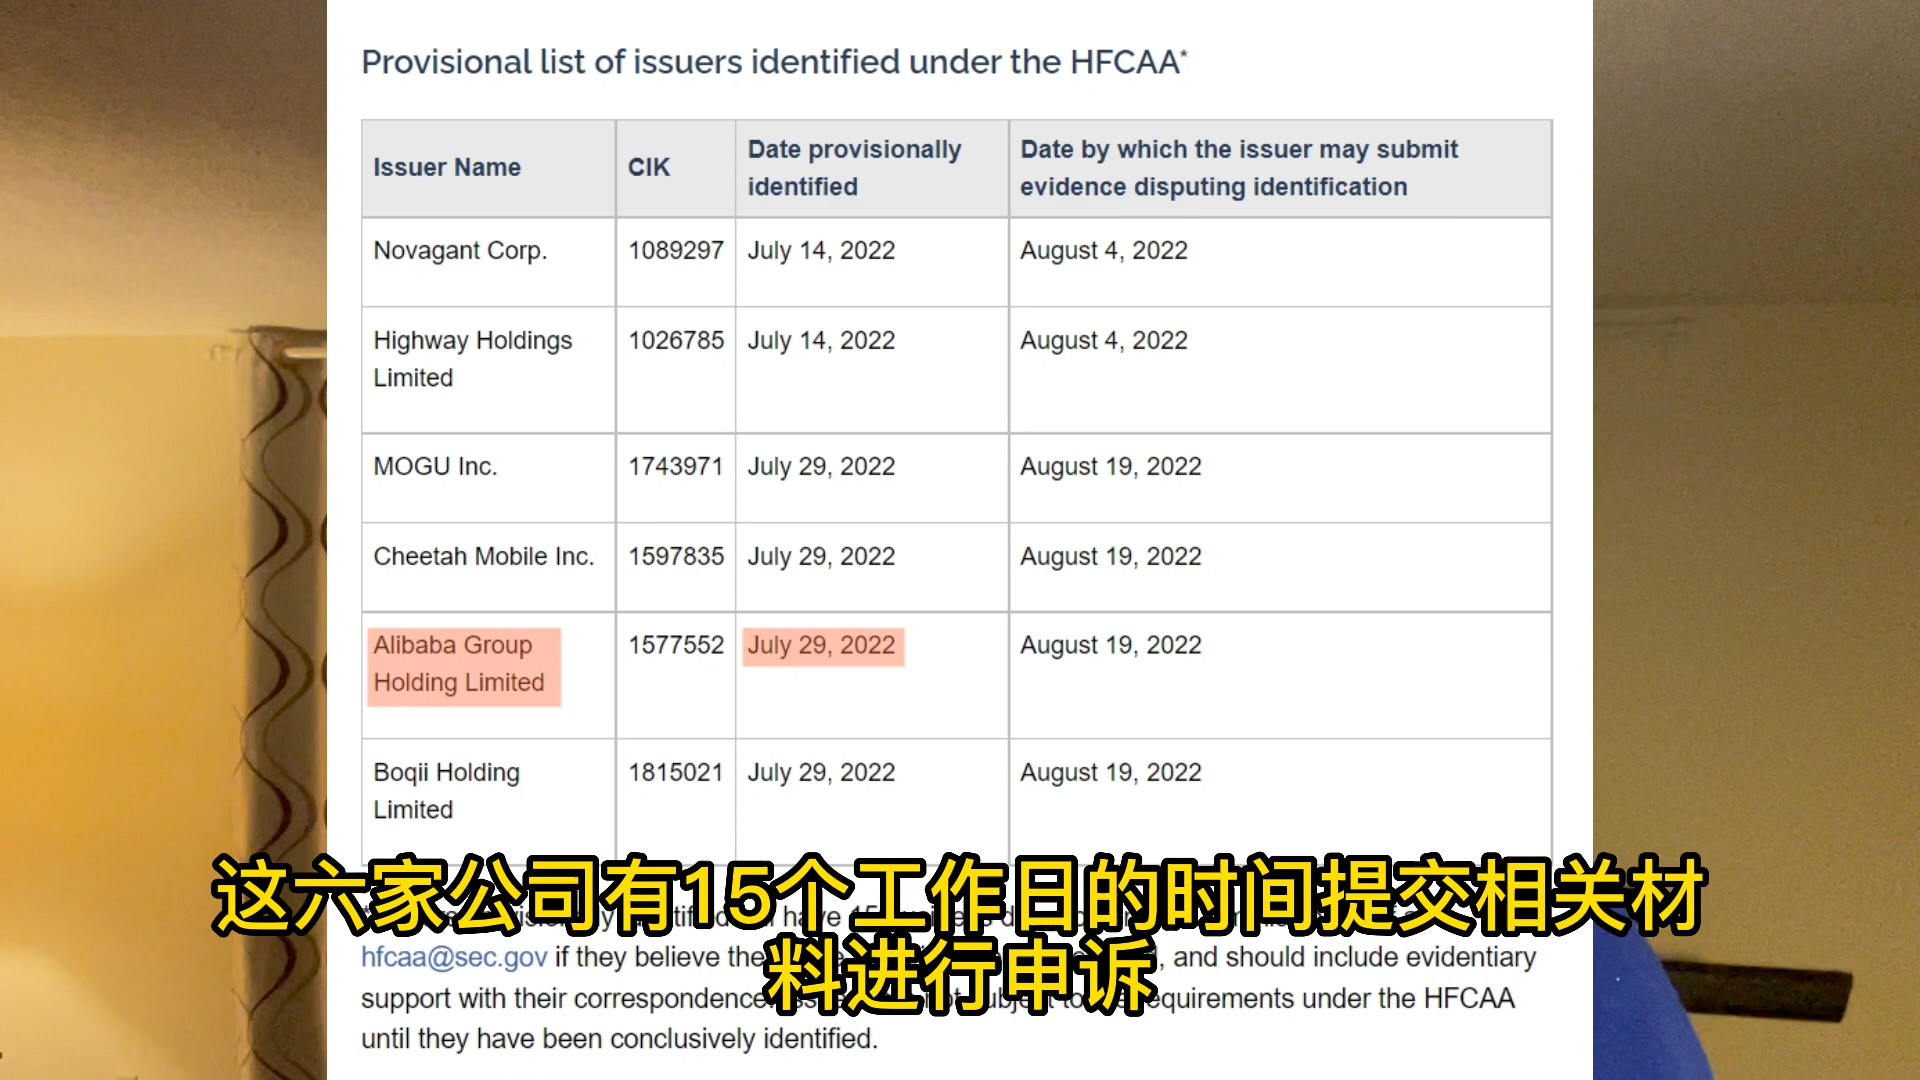 Provisional list of issuers identified under the HFCAA*
Issuer Name
CIK
Date provisionally
identified
Date by which the issuer may submit
evidence disputing identification
Novagant Corp.
1089297
July 14, 2022
August 4, 2022
Highway Holdings
Limited
1026785
July 14, 2022
August 4, 2022
MOGU Inc.
1743971
July 29, 2022
August 19, 2022
Cheetah Mobile Inc.
1597835
July 29, 2022
August 19, 2022
Alibaba Group
Holding Limited
1577552
July 29, 2022
August 19, 2022
Boqii Holding
Limited
1815021
July 29, 2022
August 19, 2022
这六家公司有15个工作日的时间提交相关材
料进行申诉
have 15
hfcaa@sec.gov if they believe , and should include evidentiary
support with their correspondence. requirements under the HFCAA
until they have been conclusively identified.